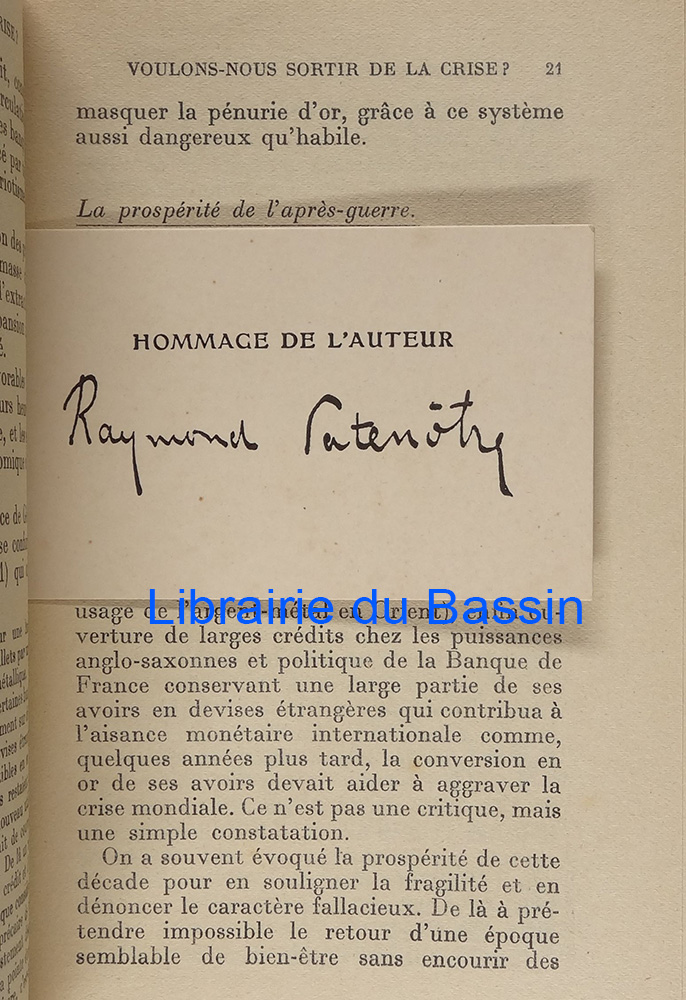 VOULONS-NOUS SORTIR DE LA CRISE? 21
masquer la pénurie d'or, grâce à ce système
aussi dangereux qu'habile.
La prospérité de l'après-guerre.
HOMMAGE DE L'AUTEUR
Raymond Patenôtre
Librairie du Bassin
usage de l'argent-métal en Orient,
verture de larges crédits chez les puissances
anglo-saxonnes et politique de la Banque de
France conservant une large partie de ses
avoirs en devises étrangères qui contribua à
l'aisance monétaire internationale comme,
quelques années plus tard, la conversion en
or de ses avoirs devait aider à aggraver la
crise mondiale. Ce n'est pas une critique, mais
une simple constatation.
On a souvent évoqué la prospérité de cette
décade pour en souligner la fragilité et en
dénoncer le caractère fallacieux. De là à pré-
tendre impossible le retour d'une époque
semblable de bien-être sans encourir des